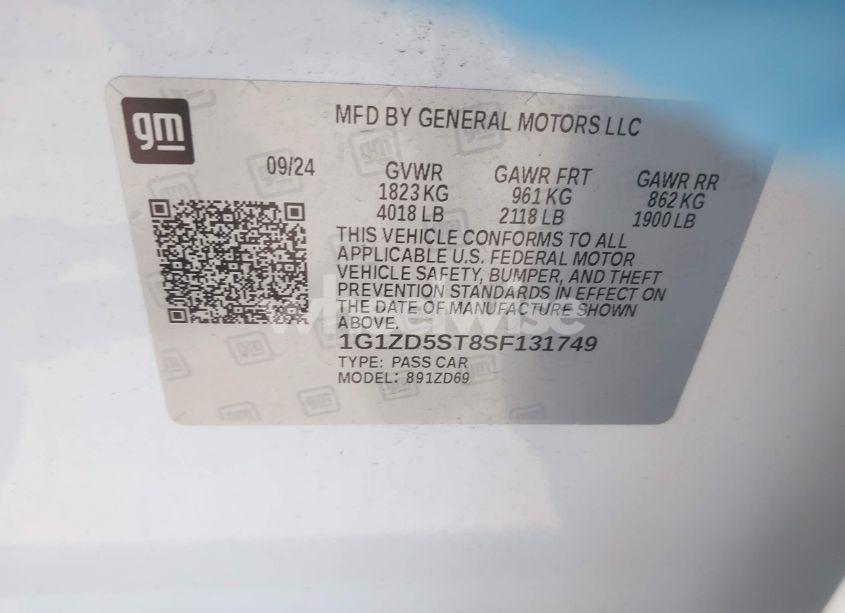 gm
MFD BY GENERAL MOTORS LLC
09/24
GVWR
1823 KG
4018 LB
GAWR FRT
961 KG
2118 LB
GAWR RR
862 KG
1900 LB
THIS VEHICLE CONFORMS TO ALL
APPLICABLE U.S. FEDERAL MOTOR
VEHICLE SAFETY, BUMPER, AND THEFT
PREVENTION STANDARDS IN EFFECT ON
THE DATE OF MANUFACTURE SHOWN
ABOVE.
1G1ZD5ST8SF131749
TYPE: PASS CAR
MODEL: 891ZD69
wheelwise